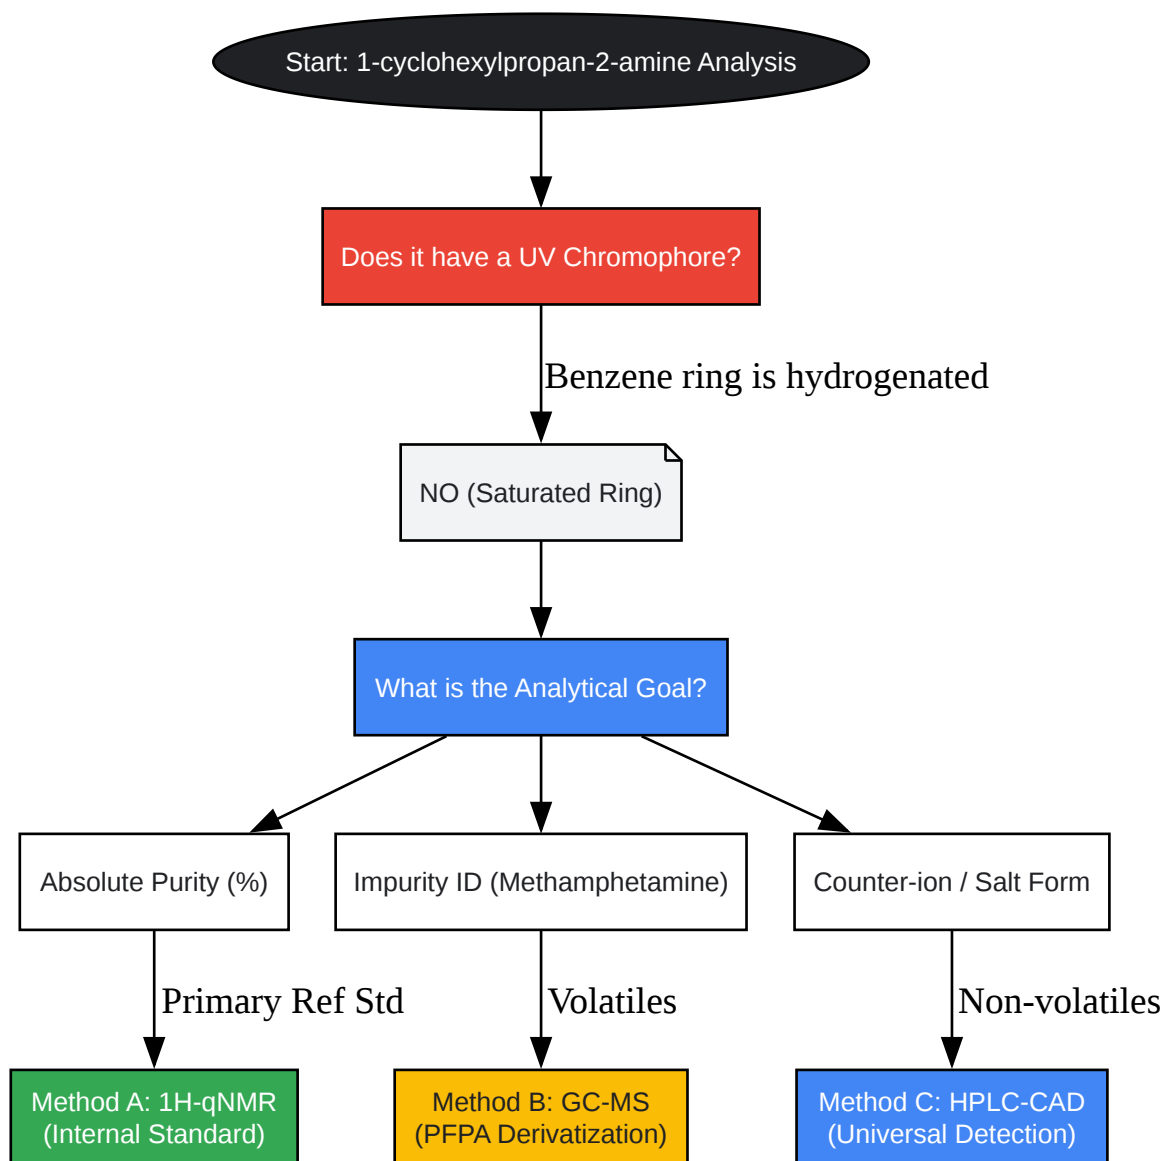 Start: 1-cyclohexylpropan-2-amine Analysis
Does it have a UV Chromophore?
Benzene ring is hydrogenated
NO (Saturated Ring)
What is the Analytical Goal?
Absolute Purity (%)
Impurity ID (Methamphetamine)
Counter-ion / Salt Form
Primary Ref Std
Volatiles
Non-volatiles
Method A: 1H-qNMR
(Internal Standard)
Method B: GC-MS
(PFPA Derivatization)
Method C: HPLC-CAD
(Universal Detection)